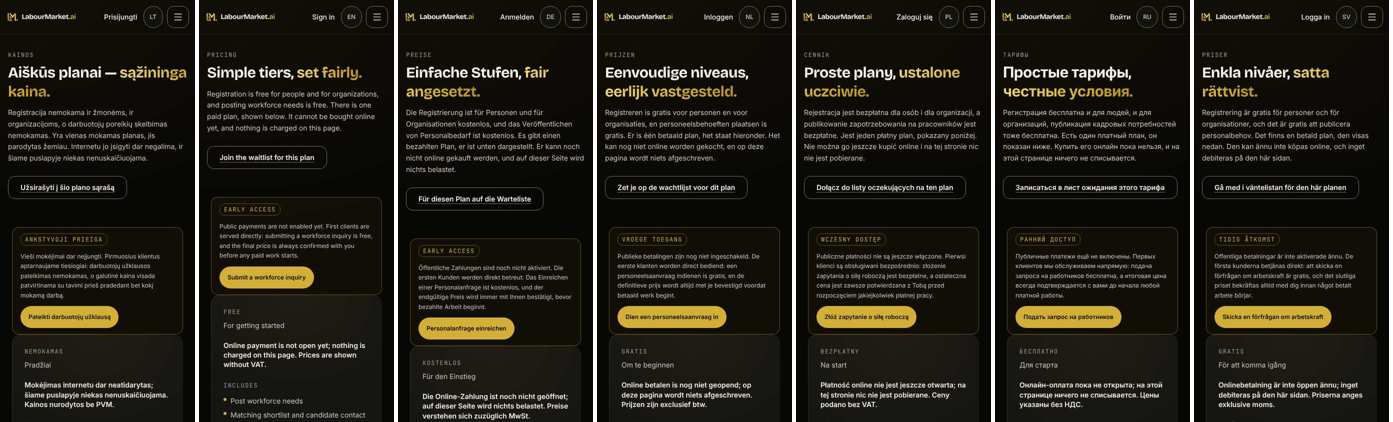 LabourMarket.ai
Prisijungti
LT
KAINOS
Aiškūs planai — sąžininga
kaina.
Registracija nemokama ir žmonėms, ir
organizacijoms, o darbuotojų poreikių skelbimas
nemokamas. Yra vienas mokamas planas, jis
parodytas žemiau. Internetu jo įsigyti dar negalima, ir
šiame puslapyje niekas nenuskaičiuojama.
Užsirašyti į šio plano sąrašą
ANKSTYVOJI PRIEIGA
Vieši mokėjimai dar neįjungti. Pirmuosius klientus
aptarnaujame tiesiogiai: darbuotojų užklausos
pateikimas nemokamas, o galutinė kaina visada
patvirtinama su tavimi prieš pradedant bet kokį
mokamą darbą.
Pateikti darbuotojų užklausą
NEMOKAMAS
Pradžiai
Mokėjimas internetu dar neatidarytas;
šiame puslapyje niekas nenuskaičiuojama.
Kainos nurodytos be PVM.
LabourMarket.ai
Sign in
EN
PRICING
Simple tiers, set fairly.
Registration is free for people and for organizations,
and posting workforce needs is free. There is one
paid plan, shown below. It cannot be bought online
yet, and nothing is charged on this page.
Join the waitlist for this plan
EARLY ACCESS
Public payments are not enabled yet. First clients are
served directly: submitting a workforce inquiry is free,
and the final price is always confirmed with you
before any paid work starts.
Submit a workforce inquiry
FREE
For getting started
Online payment is not open yet; nothing is
charged on this page. Prices are shown
without VAT.
INCLUDES
Post workforce needs
Matching shortlist and candidate contact
LabourMarket.ai
Anmelden
DE
PREISE
Einfache Stufen, fair
angesetzt.
Die Registrierung ist für Personen und für
Organisationen kostenlos, und das Veröffentlichen
von Personalbedarf ist kostenlos. Es gibt einen
bezahlten Plan, er ist unten dargestellt. Er kann noch
nicht online gekauft werden, und auf dieser Seite wird
nichts belastet.
Für diesen Plan auf die Warteliste
EARLY ACCESS
Öffentliche Zahlungen sind noch nicht aktiviert. Die
ersten Kunden werden direkt betreut: Das Einreichen
einer Personalanfrage ist kostenlos, und der
endgültige Preis wird immer mit Ihnen bestätigt, bevor
bezahlte Arbeit beginnt.
Personalanfrage einreichen
KOSTENLOS
Für den Einstieg
Die Online-Zahlung ist noch nicht geöffnet;
auf dieser Seite wird nichts belastet. Preise
verstehen sich zuzüglich MwSt.
LabourMarket.ai
Inloggen
NL
PRIJZEN
Eenvoudige niveaus,
eerlijk vastgesteld.
Registreren is gratis voor personen en voor
organisaties, en personeelsbehoeften plaatsen is
gratis. Er is één betaald plan, het staat hieronder. Het
kan nog niet online worden gekocht, en op deze
pagina wordt niets afgeschreven.
Zet je op de wachtlijst voor dit plan
VROEGE TOEGANG
Publieke betalingen zijn nog niet ingeschakeld. De
eerste klanten worden direct bediend: een
personeelsaanvraag indienen is gratis, en de
definitieve prijs wordt altijd met je bevestigd voordat
betaald werk begint.
Dien een personeelsaanvraag in
GRATIS
Om te beginnen
Online betalen is nog niet geopend; op
deze pagina wordt niets afgeschreven.
Prijzen zijn exclusief btw.
LabourMarket.ai
Zaloguj się
PL
CENNIK
Proste plany, ustalone
uczciwie.
Rejestracja jest bezpłatna dla osób i dla organizacji, a
publikowanie zapotrzebowania na pracowników jest
bezpłatne. Jest jeden płatny plan, pokazany poniżej.
Nie można go jeszcze kupić online i na tej stronie nic
nie jest pobierane.
Dołącz do listy oczekujących na ten plan
WCZESNY DOSTĘP
Publiczne płatności nie są jeszcze włączone. Pierwsi
klienci są obsługiwani bezpośrednio: złożenie
zapytania o siłę roboczą jest bezpłatne, a ostateczna
cena jest zawsze potwierdzana z Tobą przed
rozpoczęciem jakiejkolwiek płatnej pracy.
Złóż zapytanie o siłę roboczą
BEZPŁATNY
Na start
Płatność online nie jest jeszcze otwarta; na
tej stronie nic nie jest pobierane. Ceny
podano bez VAT.
LabourMarket.ai
Войти
RU
ТАРИФЫ
Простые тарифы,
честные условия.
Регистрация бесплатна и для людей, и для
организаций, публикация кадровых потребностей
тоже бесплатна. Есть один платный план, он
показан ниже. Купить его онлайн пока нельзя, и на
этой странице ничего не списывается.
Записаться в лист ожидания этого тарифа
РАННИЙ ДОСТУП
Публичные платежи ещё не включены. Первых
клиентов мы обслуживаем напрямую: подача
запроса на работников бесплатна, а итоговая цена
всегда подтверждается с вами до начала любой
платной работы.
Подать запрос на работников
БЕСПЛАТНО
Для старта
Онлайн-оплата пока не открыта; на этой
странице ничего не списывается. Цены
указаны без НДС.
LabourMarket.ai
Logga in
SV
PRISER
Enkla nivåer, satta
rättvist.
Registrering är gratis för personer och för
organisationer, och det är gratis att publicera
personalbehov. Det finns en betald plan, den visas
nedan. Den kan ännu inte köpas online, och inget
debiteras på den här sidan.
Gå med i väntelistan för den här planen
TIDIG ÅTKOMST
Offentliga betalningar är inte aktiverade ännu. De
första kunderna betjänas direkt: att skicka en
förfrågan om arbetskraft är gratis, och det slutliga
priset bekräftas alltid med dig innan något betalt
arbete börjar.
Skicka en förfrågan om arbetskraft
GRATIS
För att komma igång
Onlinebetalning är inte öppen ännu; inget
debiteras på den här sidan. Priserna anges
exklusive moms.